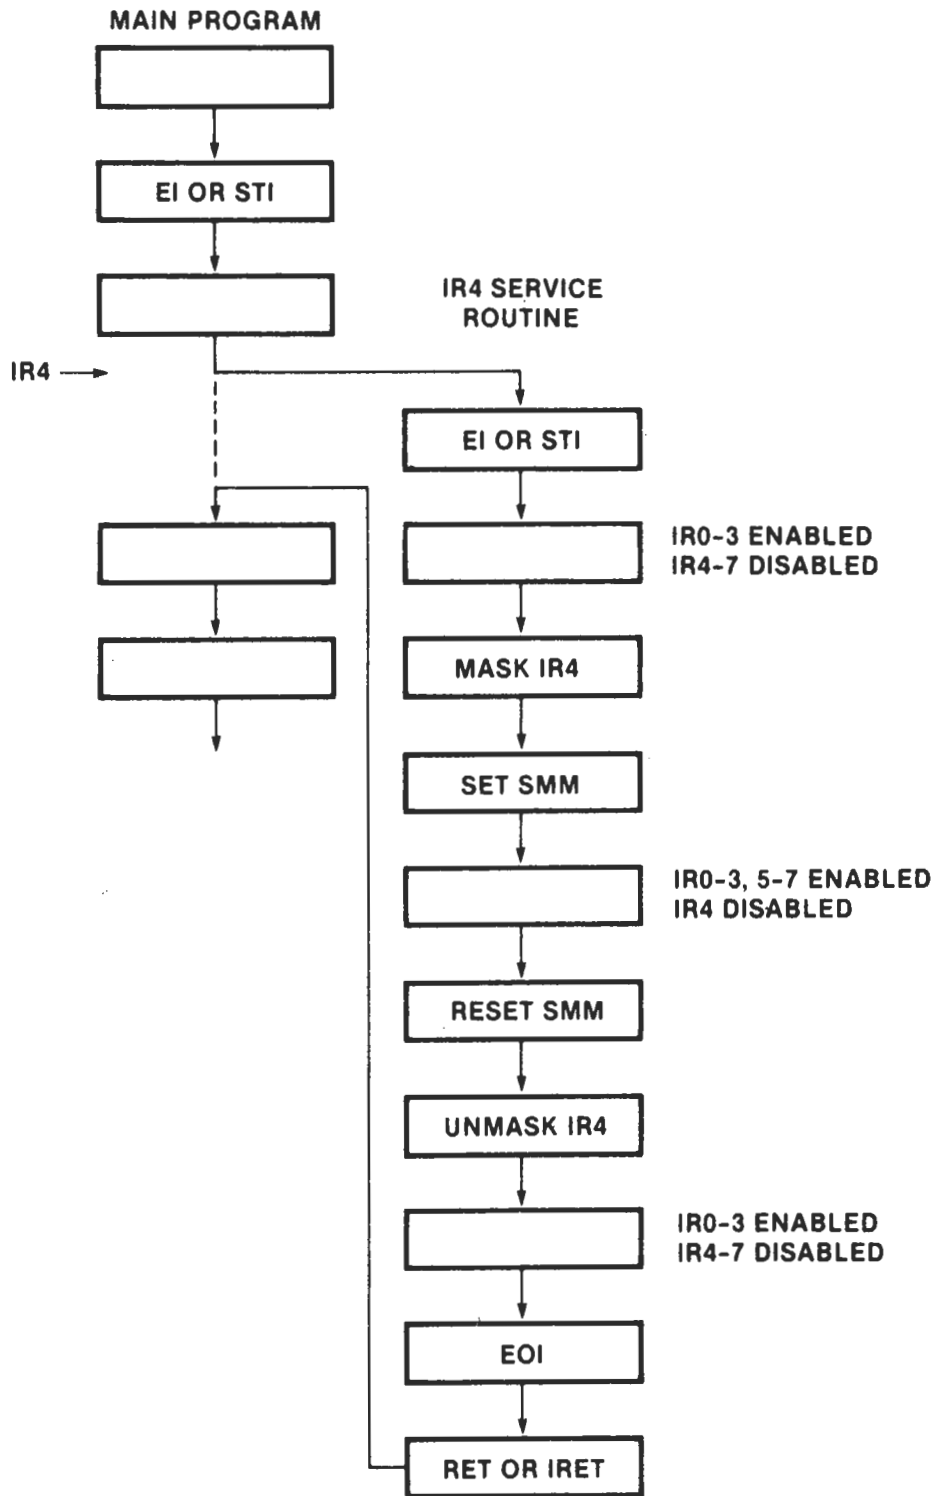 MAIN PROGRAM
EI OR STI
IR4
IR4 SERVICE
ROUTINE
EI OR STI
IR0-3 ENABLED
IR4-7 DISABLED
MASK IR4
SET SMM
IR0-3, 5-7 ENABLED
IR4 DISABLED
RESET SMM
UNMASK IR4
IR0-3 ENABLED
IR4-7 DISABLED
EOI
RET OR IRET